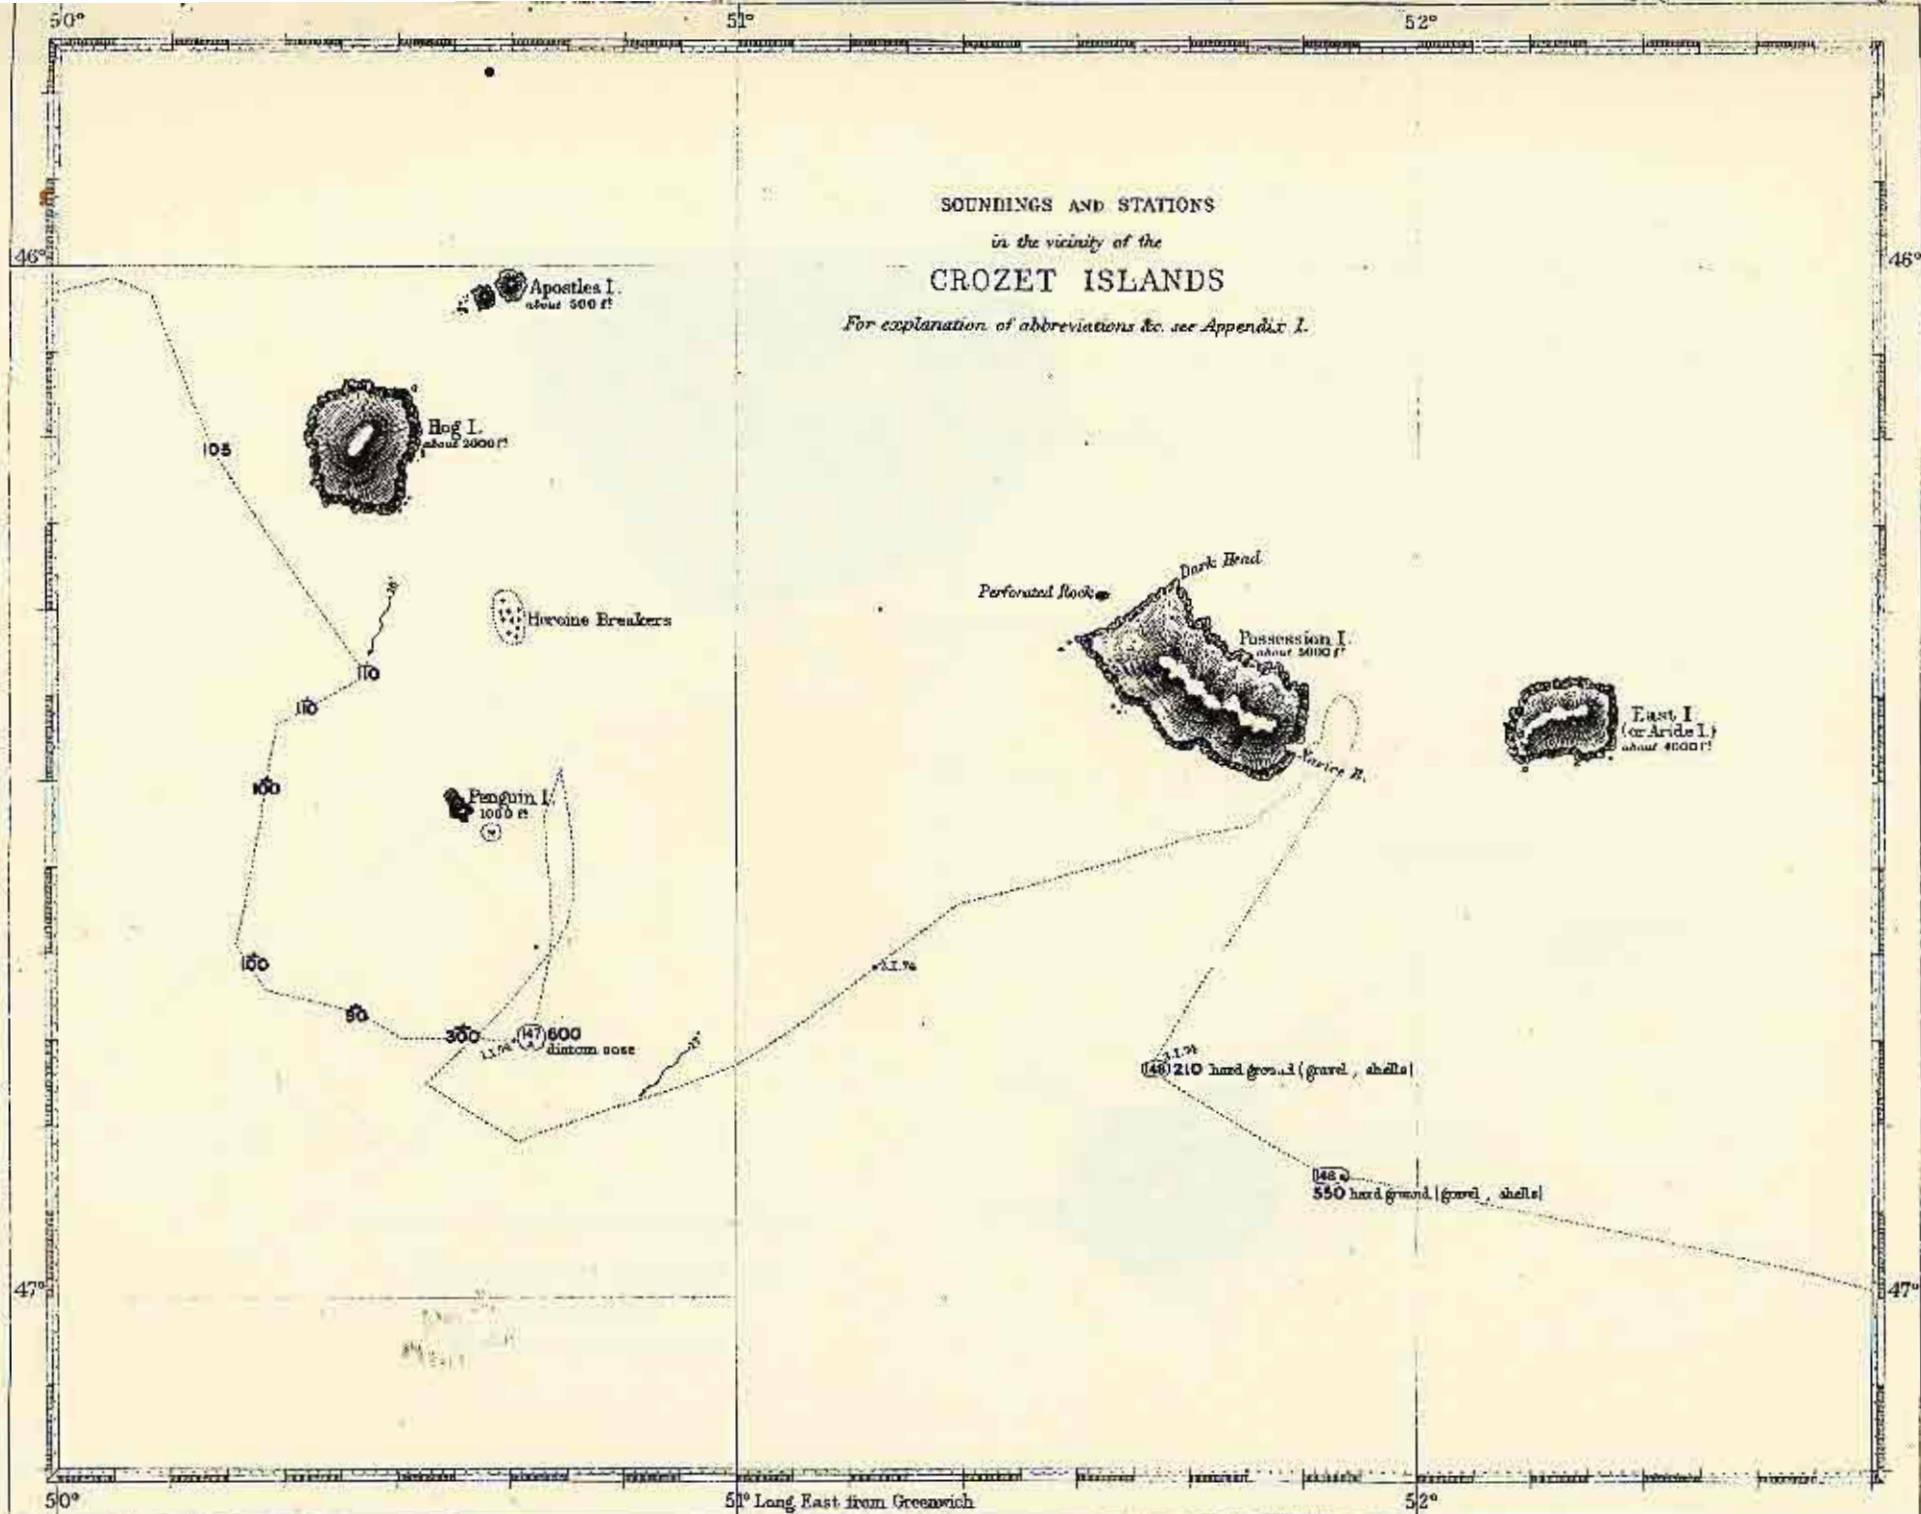 50°
51°
52°
46°
46°
SOUNDINGS AND STATIONS
in the vicinity of the
CROZET ISLANDS
For explanation of abbreviations &c. see Appendix I.
Apostles I.
about 500 ft
Hog I.
about 2000 ft
105
Heroine Breakers
110
110
100
Penguin I.
1000 ft
Perforated Rock
Dark Head
Possession I.
about 5000 ft
Navire B.
East I.
(or Aride I.)
about 4000 ft
100
80
300
147 600
diatom ooze
3.I.74
210 hard ground (gravel, shells)
550 hard ground (gravel, shells)
47°
47°
50°
51° Long. East from Greenwich
52°